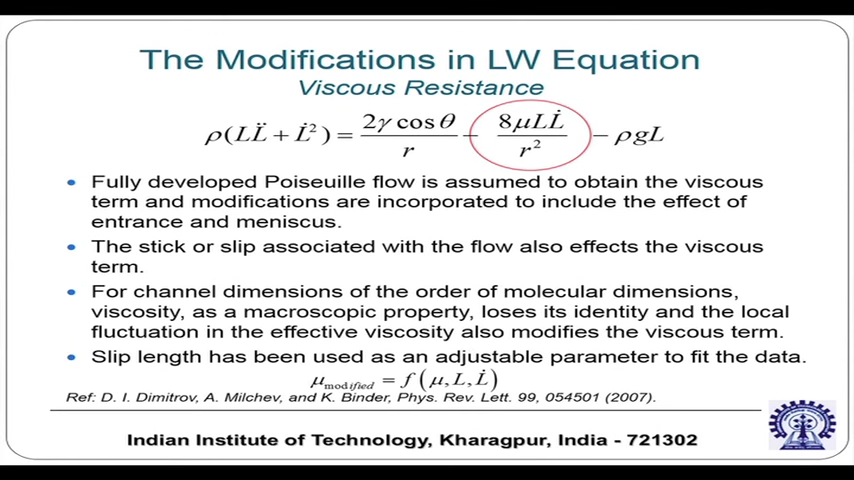 The Modifications in LW Equation
Viscous Resistance
ρ(LL̈ + L̇²) = 2γ cos θ / r − 8μLL̇ / r² − ρgL
• Fully developed Poiseuille flow is assumed to obtain the viscous
term and modifications are incorporated to include the effect of
entrance and meniscus.
• The stick or slip associated with the flow also effects the viscous
term.
• For channel dimensions of the order of molecular dimensions,
viscosity, as a macroscopic property, loses its identity and the local
fluctuation in the effective viscosity also modifies the viscous term.
• Slip length has been used as an adjustable parameter to fit the data.
μmodified = f (μ, L, L̇)
Ref: D. I. Dimitrov, A. Milchev, and K. Binder, Phys. Rev. Lett. 99, 054501 (2007).
Indian Institute of Technology, Kharagpur, India - 721302